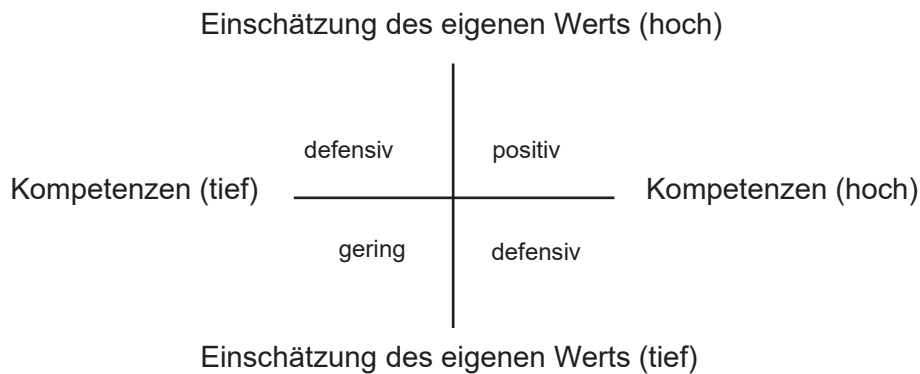 Einschätzung des eigenen Werts (hoch)
defensiv
positiv
Kompetenzen (tief)
Kompetenzen (hoch)
gering
defensiv
Einschätzung des eigenen Werts (tief)